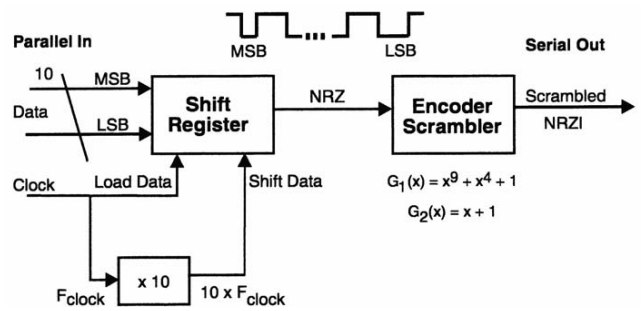 Parallel In
10
MSB
Data
LSB
Clock
Load Data
Shift Register
Shift Data
x 10
Fclock
10 x Fclock
MSB
...
LSB
NRZ
Encoder Scrambler
G₁(x) = x⁹ + x⁴ + 1
G₂(x) = x + 1
Serial Out
Scrambled
NRZI